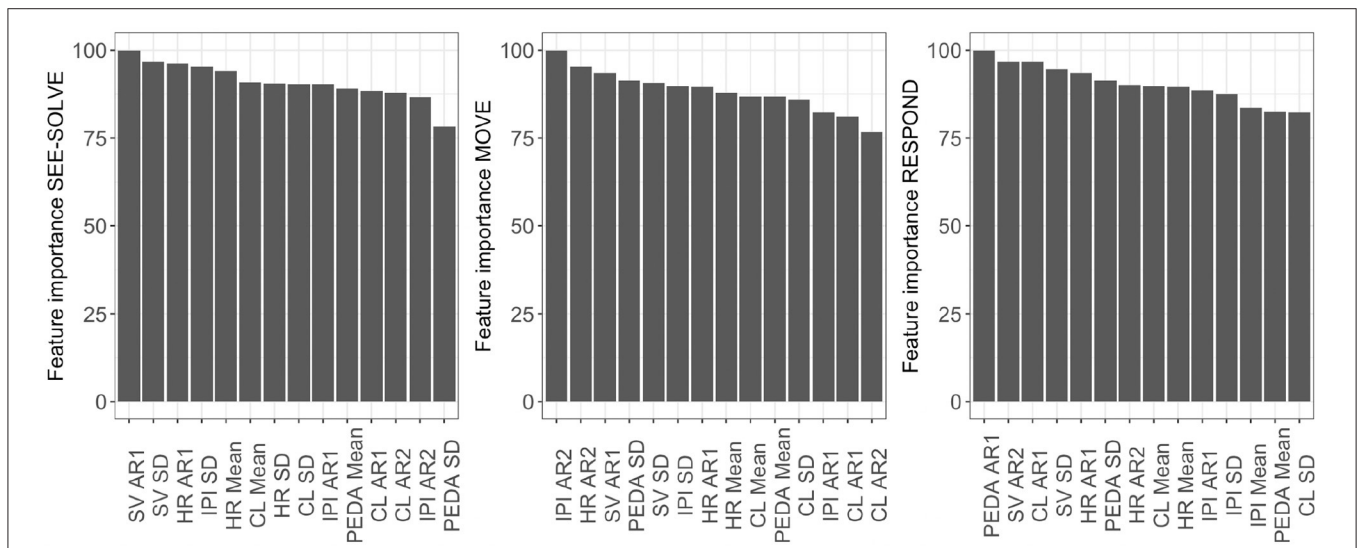 Feature importance SEE-SOLVE
100
75
50
25
0
SV AR1
SV SD
HR AR1
IPI SD
HR Mean
CL Mean
HR SD
CL SD
IPI AR1
PEDA Mean
CL AR1
CL AR2
IPI AR2
PEDA SD
Feature importance MOVE
100
75
50
25
0
IPI AR2
HR AR2
SV AR1
PEDA SD
SV SD
IPI SD
HR AR1
HR Mean
CL Mean
PEDA Mean
CL SD
IPI AR1
CL AR1
CL AR2
Feature importance RESPOND
100
75
50
25
0
PEDA AR1
SV AR2
CL AR1
SV SD
HR AR1
PEDA SD
HR AR2
CL Mean
HR Mean
IPI AR1
IPI SD
IPI Mean
PEDA Mean
CL SD